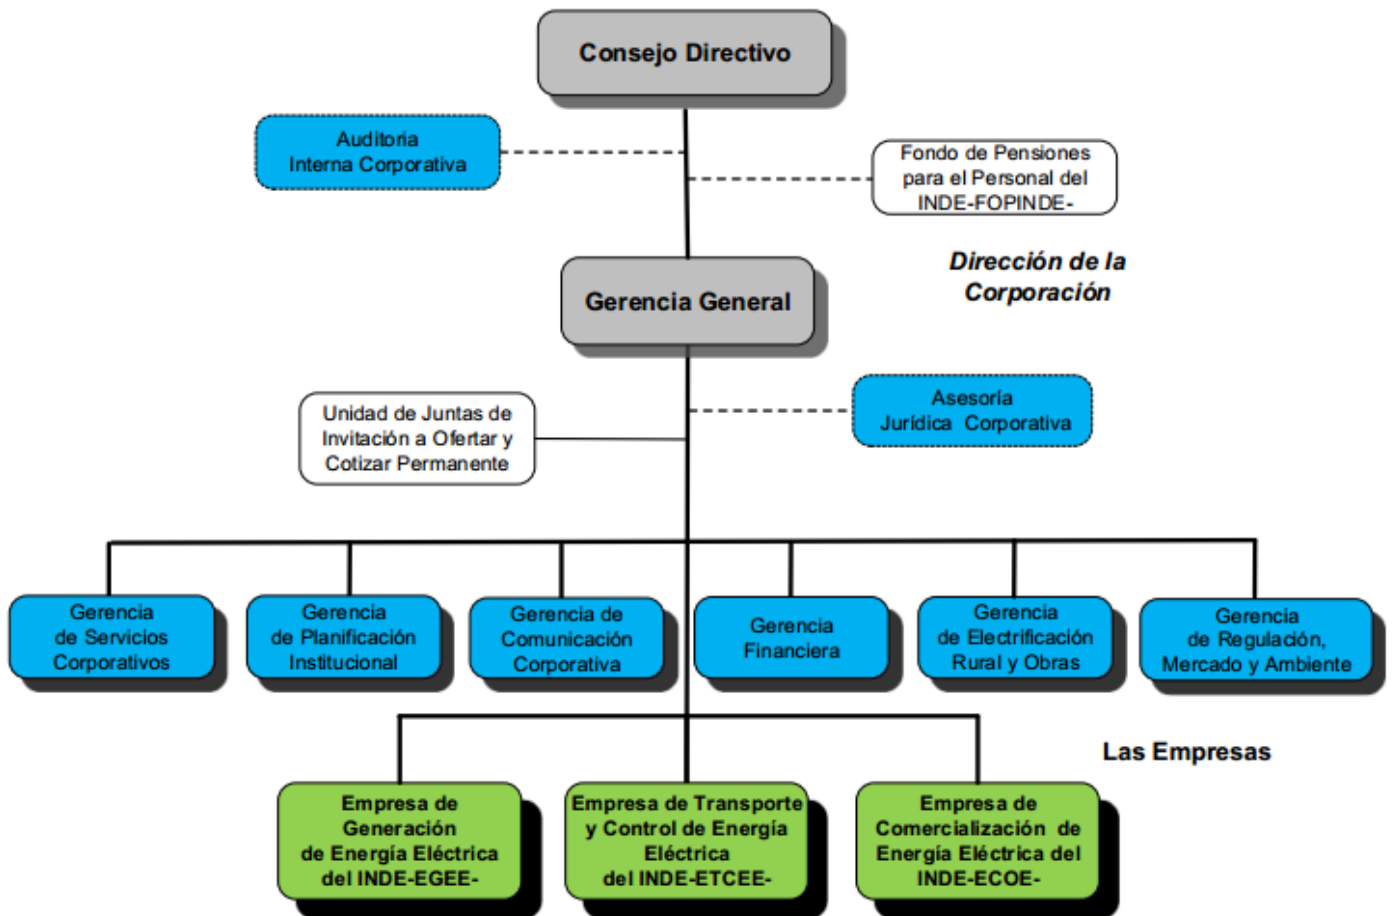 Consejo Directivo
Auditoria
Interna Corporativa
Fondo de Pensiones
para el Personal del
INDE-FOPINDE-
Dirección de la
Corporación
Gerencia General
Asesoría
Jurídica Corporativa
Unidad de Juntas de
Invitación a Ofertar y
Cotizar Permanente
Gerencia
de Servicios
Corporativos
Gerencia
de Planificación
Institucional
Gerencia de
Comunicación
Corporativa
Gerencia
Financiera
Gerencia
de Electrificación
Rural y Obras
Gerencia
de Regulación,
Mercado y Ambiente
Las Empresas
Empresa de
Generación
de Energía Eléctrica
del INDE-EGEE-
Empresa de Transporte
y Control de Energía
Eléctrica
del INDE-ETCEE-
Empresa de
Comercialización de
Energía Eléctrica del
INDE-ECOE-